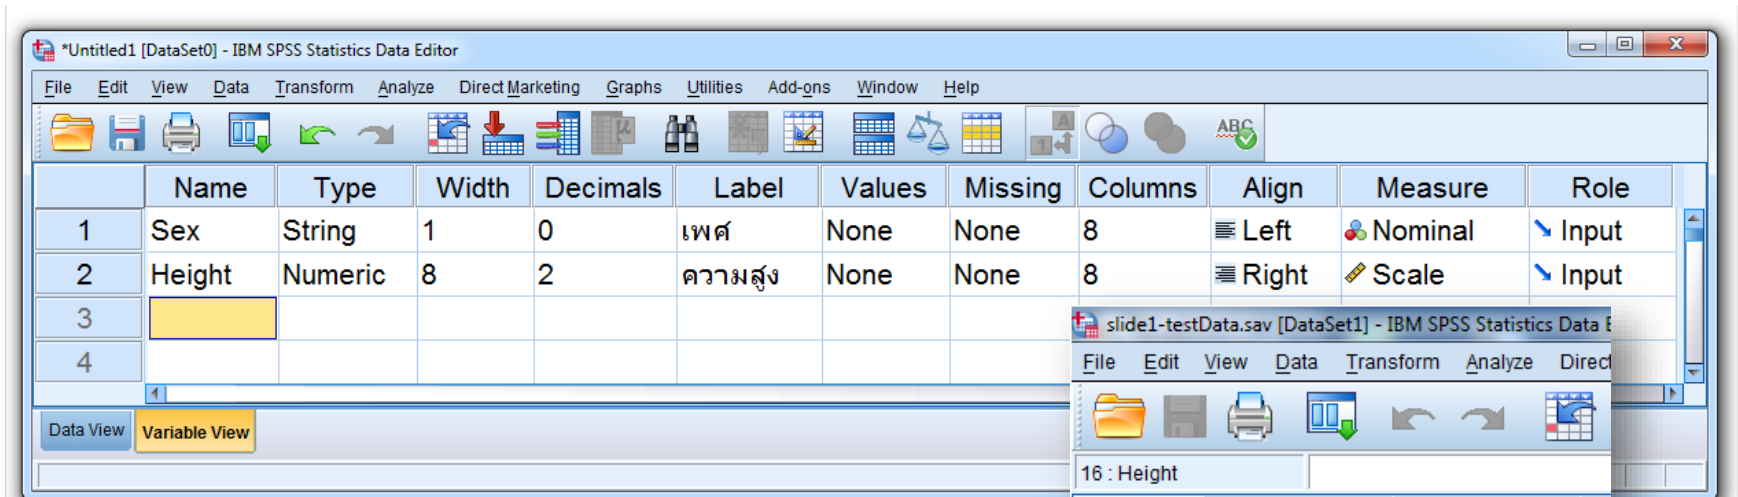 *Untitled1 [DataSet0] - IBM SPSS Statistics Data Editor
File Edit View Data Transform Analyze Direct Marketing Graphs Utilities Add-ons Window Help
Name Type Width Decimals Label Values Missing Columns Align Measure Role
1 Sex String 1 0 เพศ None None 8 Left Nominal Input
2 Height Numeric 8 2 ความสูง None None 8 Right Scale Input
3
4
Data View Variable View
slide1-testData.sav [DataSet1] - IBM SPSS Statistics Data
File Edit View Data Transform Analyze Direct
16 : Height